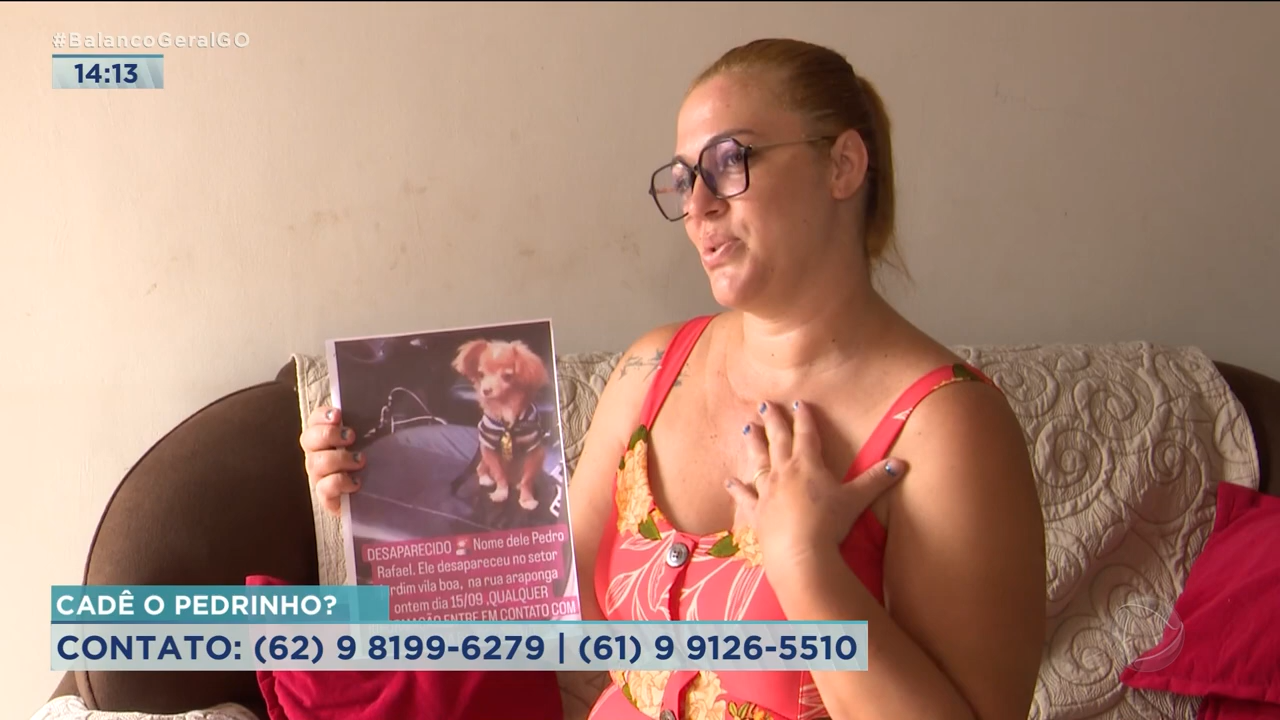 #BalancoGeralGO
14:13
DESAPARECIDO Nome dele Pedro
Rafael. Ele desapareceu no setor
vila boa, na rua araponga
ontem dia 15/09 ,QUALQUER
ENTRE EM CONTATO COM
CADÊ O PEDRINHO?
CONTATO: (62) 9 8199-6279 | (61) 9 9126-5510